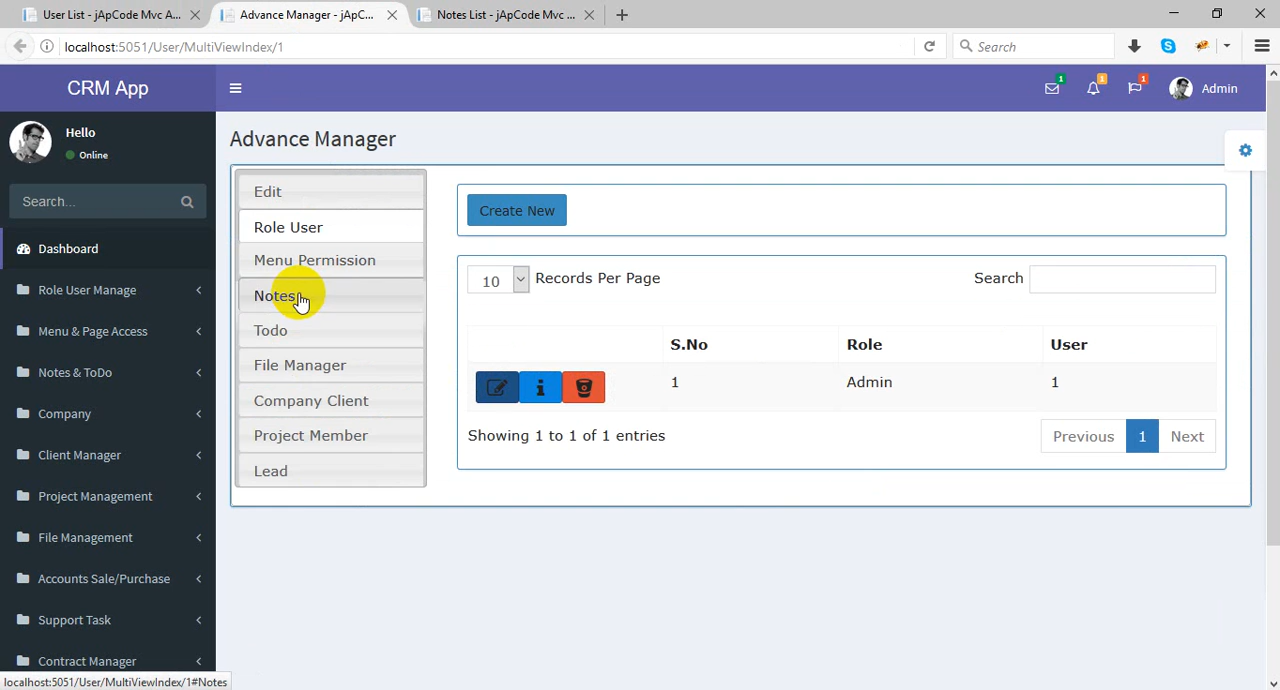 User List - jApCode Mvc A...
Advance Manager - jApC...
Notes List - jApCode Mvc ...
localhost:5051/User/MultiViewIndex/1
Search
CRM App
1
1
1
Admin
Hello
Online
Search...
Dashboard
Role User Manage
Menu & Page Access
Notes & ToDo
Company
Client Manager
Project Management
File Management
Accounts Sale/Purchase
Support Task
Contract Manager
Advance Manager
Edit
Role User
Menu Permission
Notes
Todo
File Manager
Company Client
Project Member
Lead
Create New
10 Records Per Page
Search
S.No Role User
1 Admin 1
Showing 1 to 1 of 1 entries
Previous 1 Next
localhost:5051/User/MultiViewIndex/1#Notes